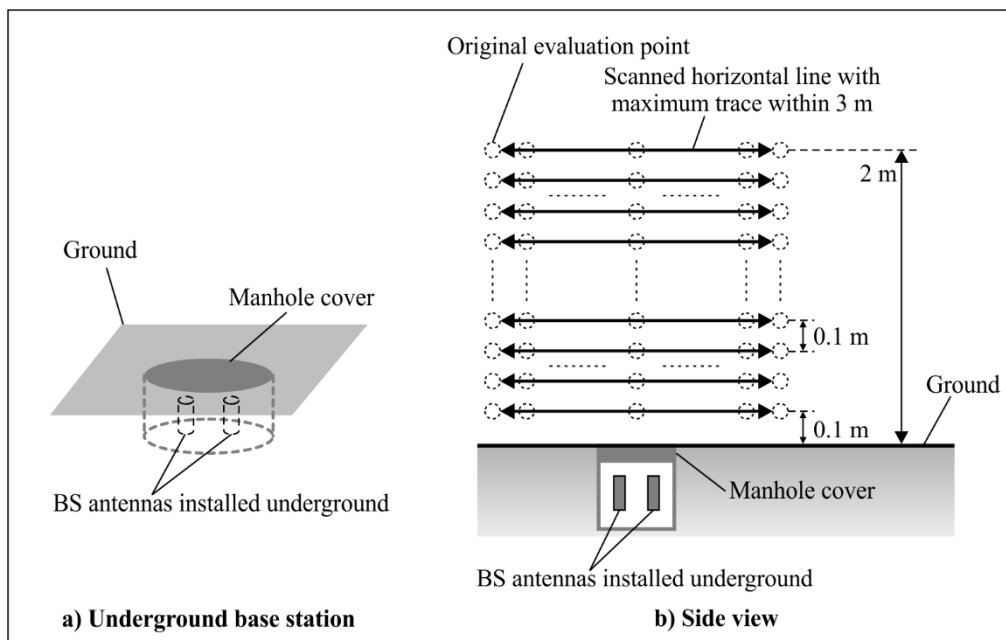 Original evaluation point
Scanned horizontal line with
maximum trace within 3 m
2 m
Ground
Manhole cover
0.1 m
Ground
0.1 m
BS antennas installed underground
Manhole cover
BS antennas installed underground
a) Underground base station
b) Side view